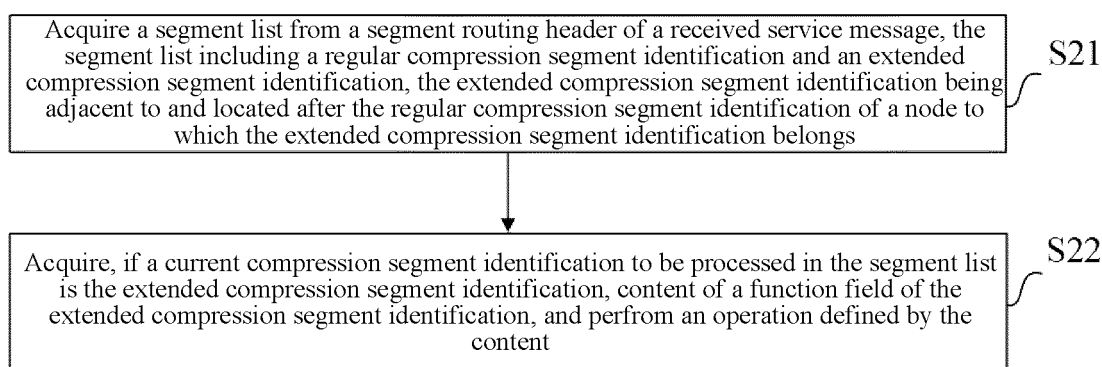 Acquire a segment list from a segment routing header of a received service message, the
segment list including a regular compression segment identification and an extended
compression segment identification, the extended compression segment identification being
adjacent to and located after the regular compression segment identification of a node to
which the extended compression segment identification belongs
S21
Acquire, if a current compression segment identification to be processed in the segment list
is the extended compression segment identification, content of a function field of the
extended compression segment identification, and perfrom an operation defined by the
content
S22